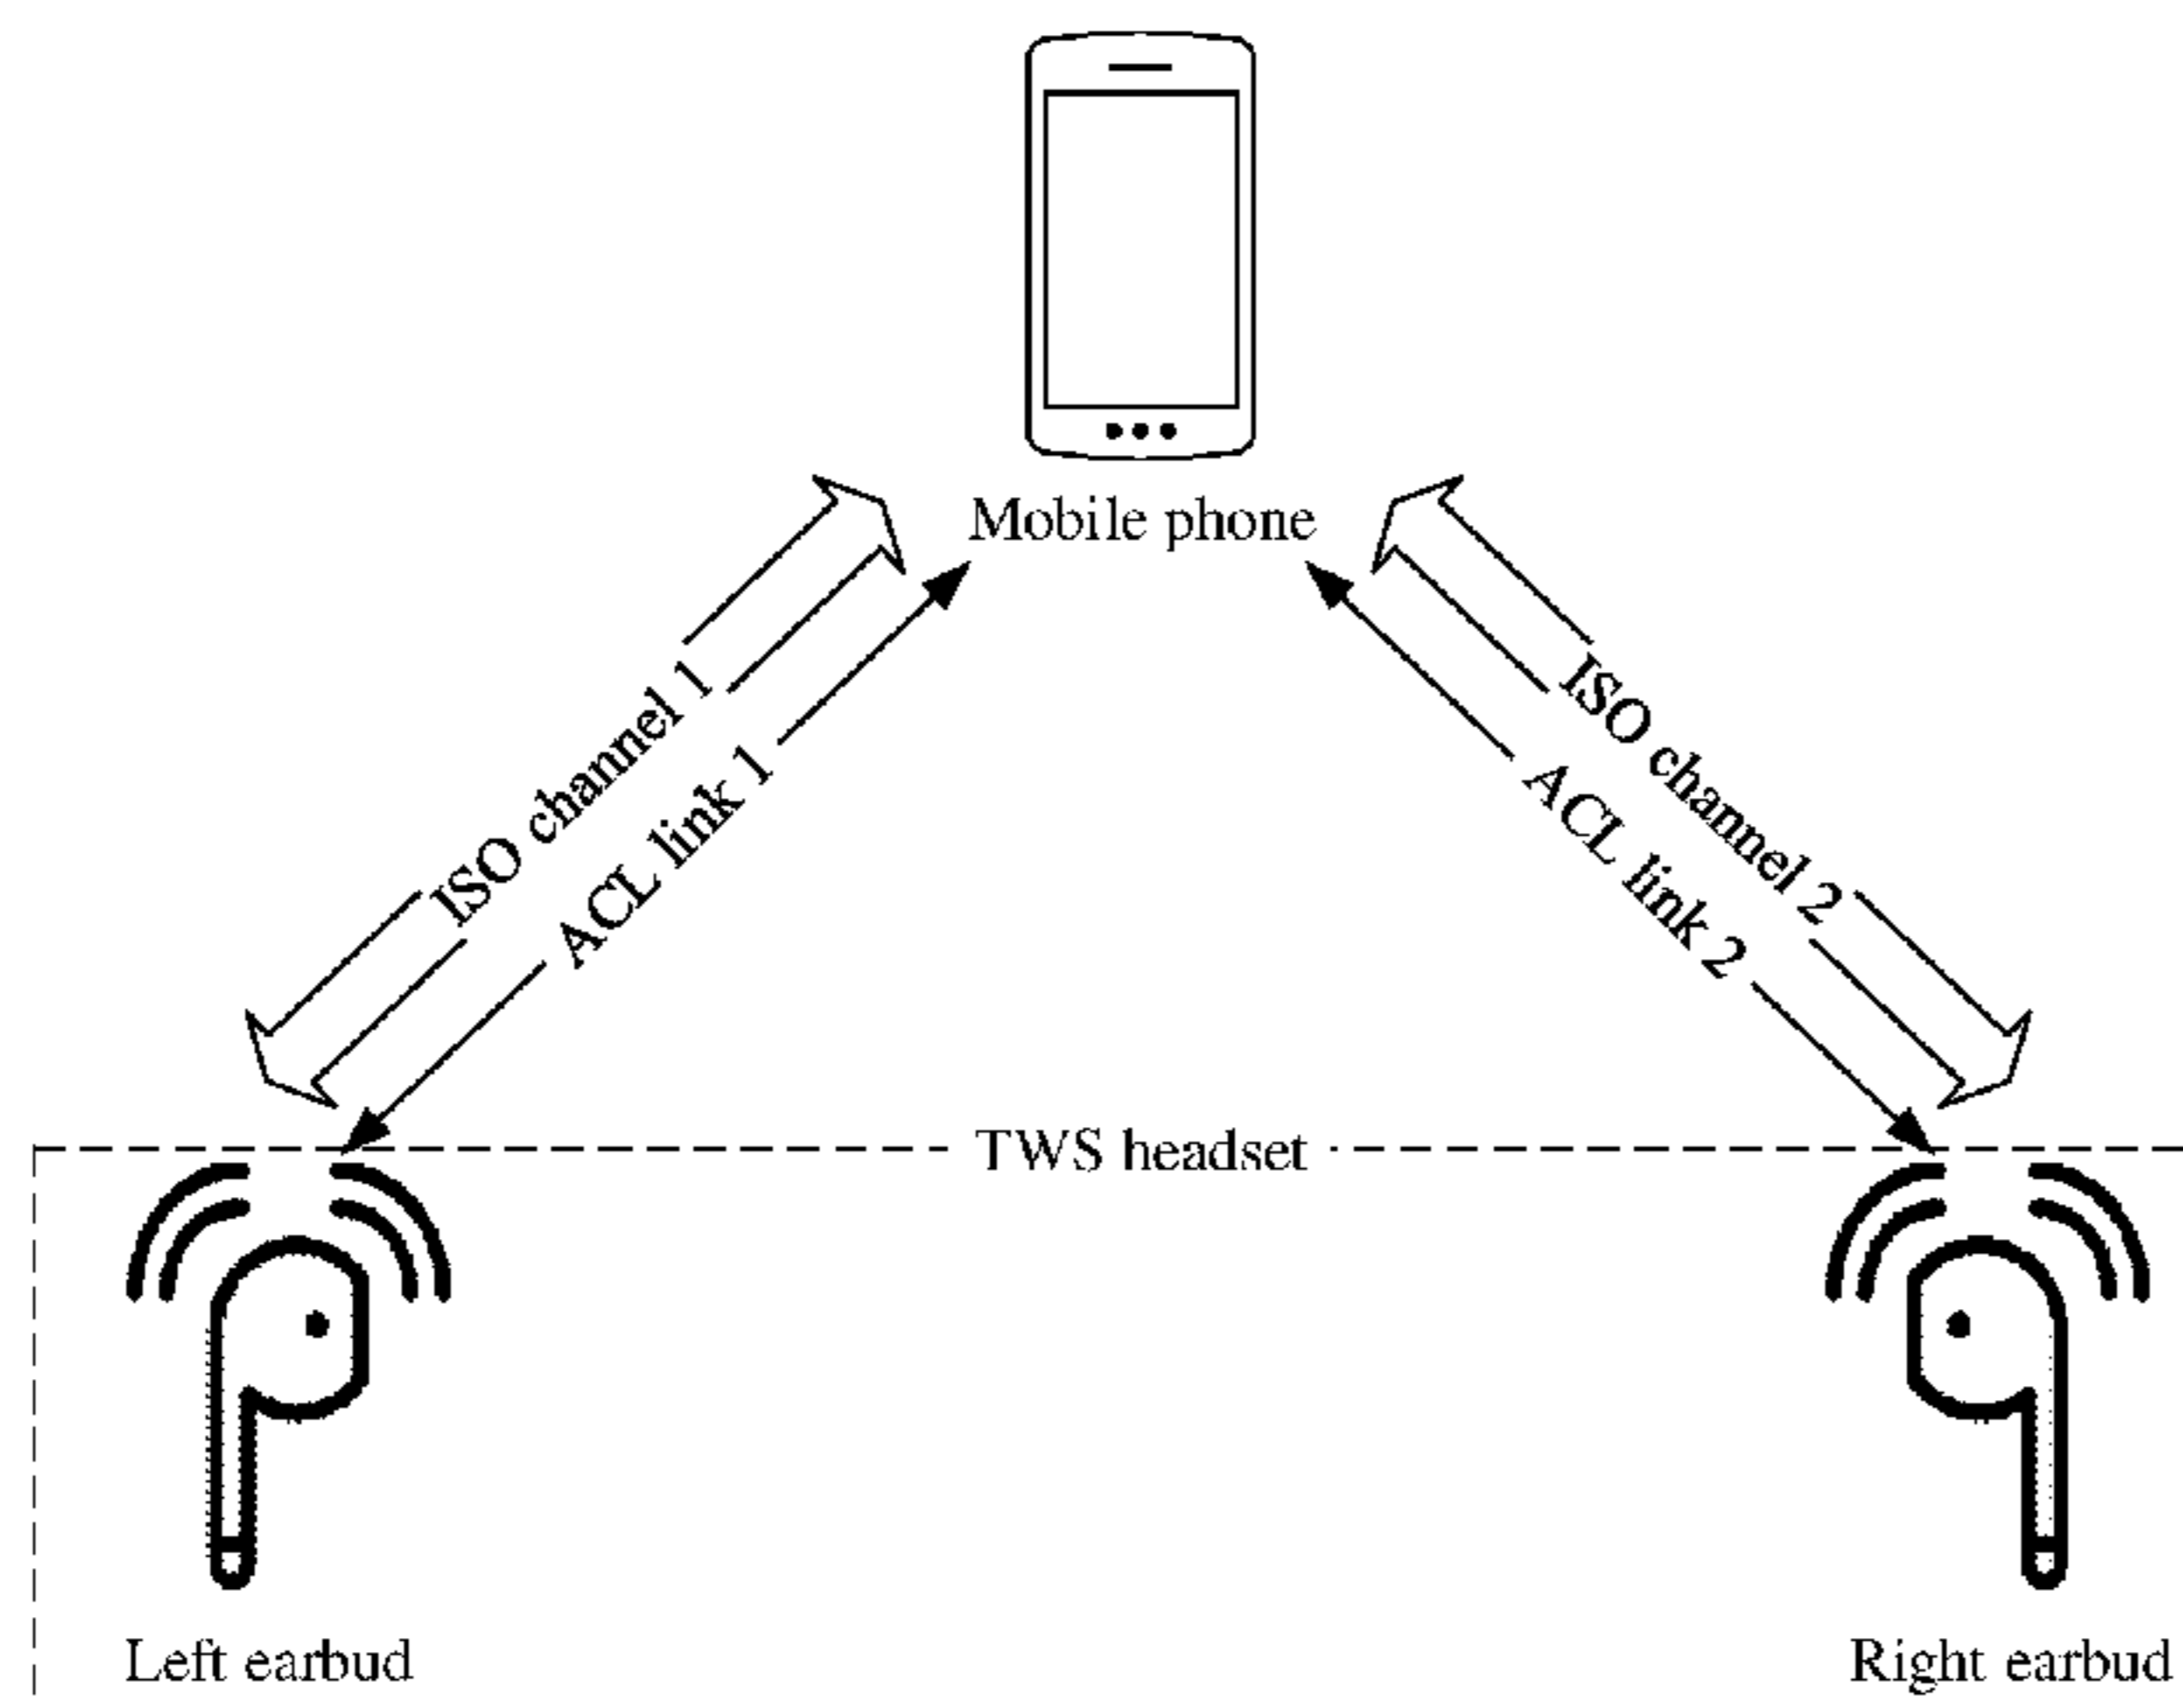 Mobile phone
ISO channel 1
ACL link 1
ISO channel 2
ACL link 2
TWS headset
Left earbud
Right earbud